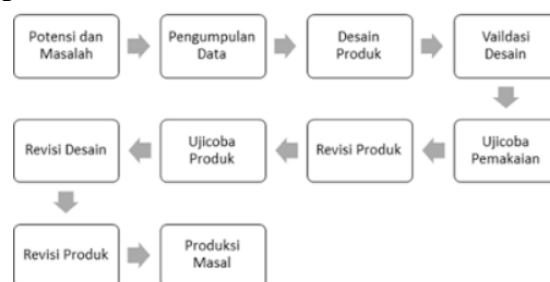 Potensi dan
Masalah
Pengumpulan
Data
Desain
Produk
Vaildasi
Desain
Ujicoba
Pemakaian
Revisi Produk
Ujicoba
Produk
Revisi Desain
Revisi Produk
Produksi
Masal